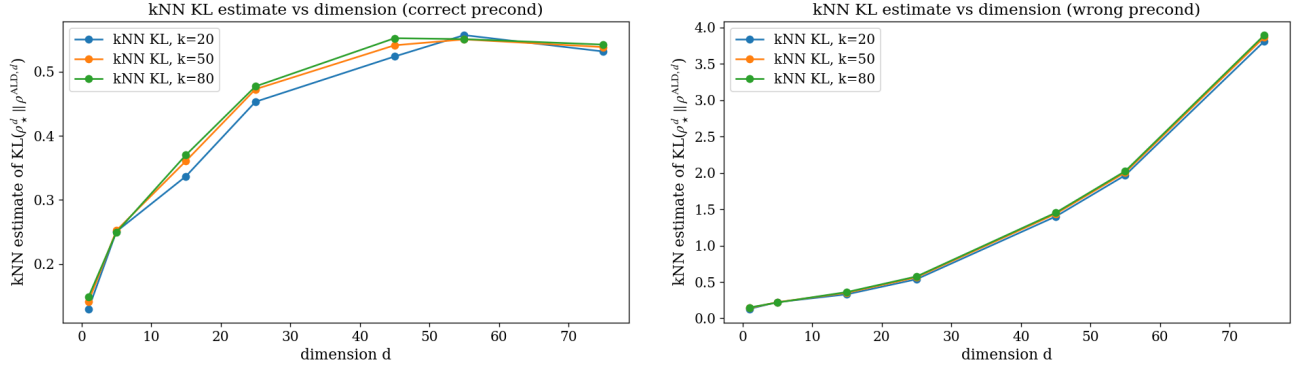 kNN KL estimate vs dimension (correct precond)
kNN KL, k=20
kNN KL, k=50
kNN KL, k=80
kNN estimate of KL(ρ⋆^d || ρ^ALD,d)
0.5
0.4
0.3
0.2
0 10 20 30 40 50 60 70
dimension d
kNN KL estimate vs dimension (wrong precond)
kNN KL, k=20
kNN KL, k=50
kNN KL, k=80
kNN estimate of KL(ρ⋆^d || ρ^ALD,d)
4.0
3.5
3.0
2.5
2.0
1.5
1.0
0.5
0.0
0 10 20 30 40 50 60 70
dimension d